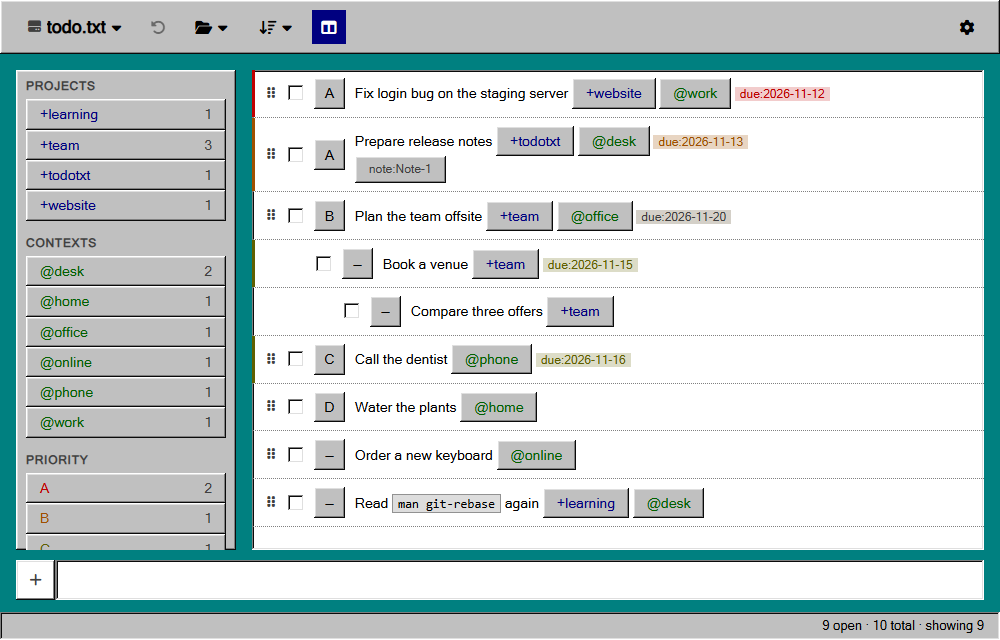 todo.txt
PROJECTS
+learning 1
+team 3
+todotxt 1
+website 1
CONTEXTS
@desk 2
@home 1
@office 1
@online 1
@phone 1
@work 1
PRIORITY
A 2
B 1
C 1
A Fix login bug on the staging server +website @work due:2026-11-12
A Prepare release notes +todotxt @desk due:2026-11-13
note:Note-1
B Plan the team offsite +team @office due:2026-11-20
– Book a venue +team due:2026-11-15
– Compare three offers +team
C Call the dentist @phone due:2026-11-16
D Water the plants @home
– Order a new keyboard @online
– Read man git-rebase again +learning @desk
+
9 open · 10 total · showing 9